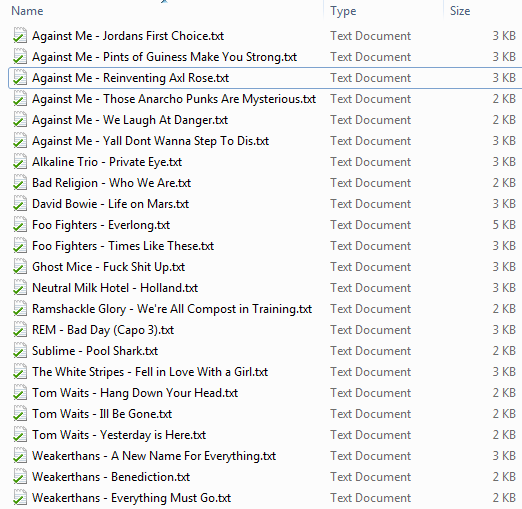 Name Type Size
Against Me - Jordans First Choice.txt Text Document 3 KB
Against Me - Pints of Guiness Make You Strong.txt Text Document 3 KB
Against Me - Reinventing Axl Rose.txt Text Document 3 KB
Against Me - Those Anarcho Punks Are Mysterious.txt Text Document 2 KB
Against Me - We Laugh At Danger.txt Text Document 2 KB
Against Me - Yall Dont Wanna Step To Dis.txt Text Document 3 KB
Alkaline Trio - Private Eye.txt Text Document 3 KB
Bad Religion - Who We Are.txt Text Document 2 KB
David Bowie - Life on Mars.txt Text Document 3 KB
Foo Fighters - Everlong.txt Text Document 5 KB
Foo Fighters - Times Like These.txt Text Document 3 KB
Ghost Mice - Fuck Shit Up.txt Text Document 3 KB
Neutral Milk Hotel - Holland.txt Text Document 3 KB
Ramshackle Glory - We're All Compost in Training.txt Text Document 2 KB
REM - Bad Day (Capo 3).txt Text Document 3 KB
Sublime - Pool Shark.txt Text Document 2 KB
The White Stripes - Fell in Love With a Girl.txt Text Document 3 KB
Tom Waits - Hang Down Your Head.txt Text Document 2 KB
Tom Waits - Ill Be Gone.txt Text Document 2 KB
Tom Waits - Yesterday is Here.txt Text Document 2 KB
Weakerthans - A New Name For Everything.txt Text Document 3 KB
Weakerthans - Benediction.txt Text Document 2 KB
Weakerthans - Everything Must Go.txt Text Document 2 KB